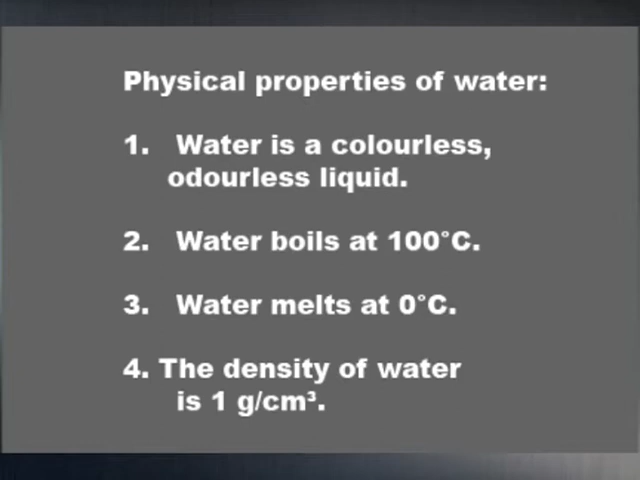 Physical properties of water:
1. Water is a colourless,
odourless liquid.
2. Water boils at 100°C.
3. Water melts at 0°C.
4. The density of water
is 1 g/cm³.